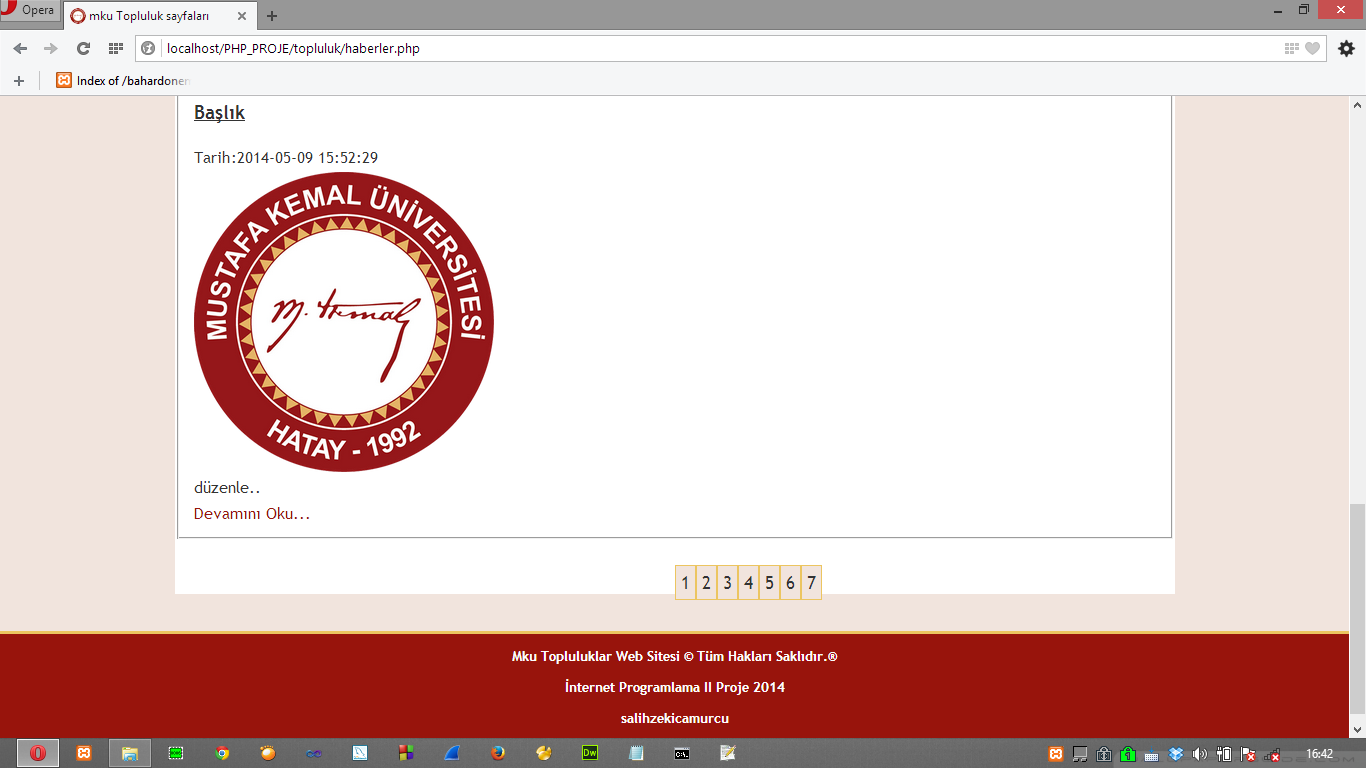 Opera
mku Topluluk sayfaları
localhost/PHP_PROJE/topluluk/haberler.php
Index of /bahardoner
Başlık
Tarih:2014-05-09 15:52:29
MUSTAFA KEMAL ÜNİVERSİTESİ
M. Kemal
HATAY - 1992
düzenle..
Devamını Oku...
1 2 3 4 5 6 7
Mku Topluluklar Web Sitesi © Tüm Hakları Saklıdır.®
İnternet Programlama II Proje 2014
salihzekicamurcu
Dw
16:42